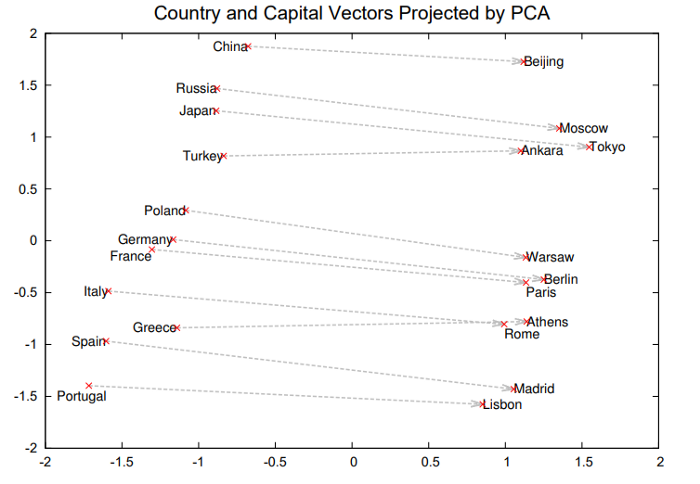 Country and Capital Vectors Projected by PCA
2
1.5
1
0.5
0
-0.5
-1
-1.5
-2
-2 -1.5 -1 -0.5 0 0.5 1 1.5 2
China Beijing
Russia Moscow
Japan Tokyo
Turkey Ankara
Poland Warsaw
Germany Berlin
France Paris
Italy Rome
Greece Athens
Spain Madrid
Portugal Lisbon